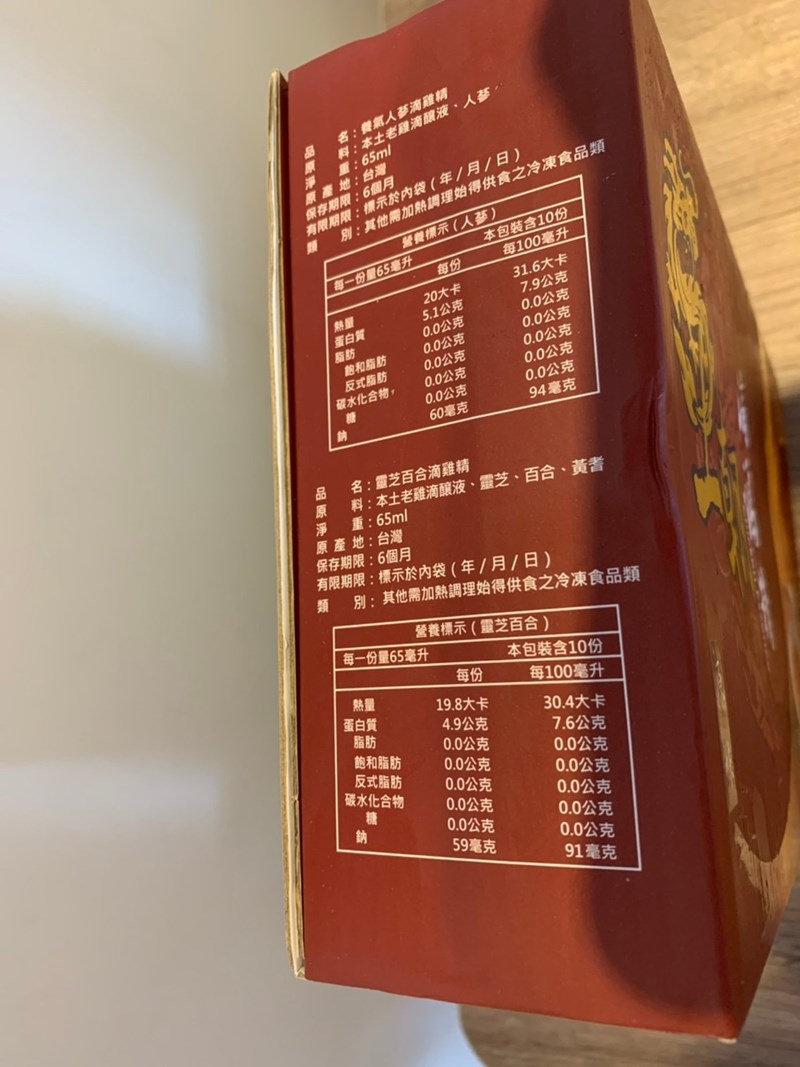 品 名：養氣人蔘滴雞精
原 料：本土老雞滴釀液、人蔘
淨 重：65ml
原 產 地：台灣
保存期限：6個月
有限期限：標示於內袋(年/月/日)
類 別：其他需加熱調理始得供食之冷凍食品類
營養標示(人蔘)
每一份量65毫升 本包裝含10份
每份 每100毫升
熱量 20大卡 31.6大卡
蛋白質 5.1公克 7.9公克
脂肪 0.0公克 0.0公克
飽和脂肪 0.0公克 0.0公克
反式脂肪 0.0公克 0.0公克
碳水化合物 0.0公克 0.0公克
糖 0.0公克 0.0公克
鈉 60毫克 94毫克
品 名：靈芝百合滴雞精
原 料：本土老雞滴釀液、靈芝、百合、黃耆
淨 重：65ml
原 產 地：台灣
保存期限：6個月
有限期限：標示於內袋(年/月/日)
類 別：其他需加熱調理始得供食之冷凍食品類
營養標示(靈芝百合)
每一份量65毫升 本包裝含10份
每份 每100毫升
熱量 19.8大卡 30.4大卡
蛋白質 4.9公克 7.6公克
脂肪 0.0公克 0.0公克
飽和脂肪 0.0公克 0.0公克
反式脂肪 0.0公克 0.0公克
碳水化合物 0.0公克 0.0公克
糖 0.0公克 0.0公克
鈉 59毫克 91毫克